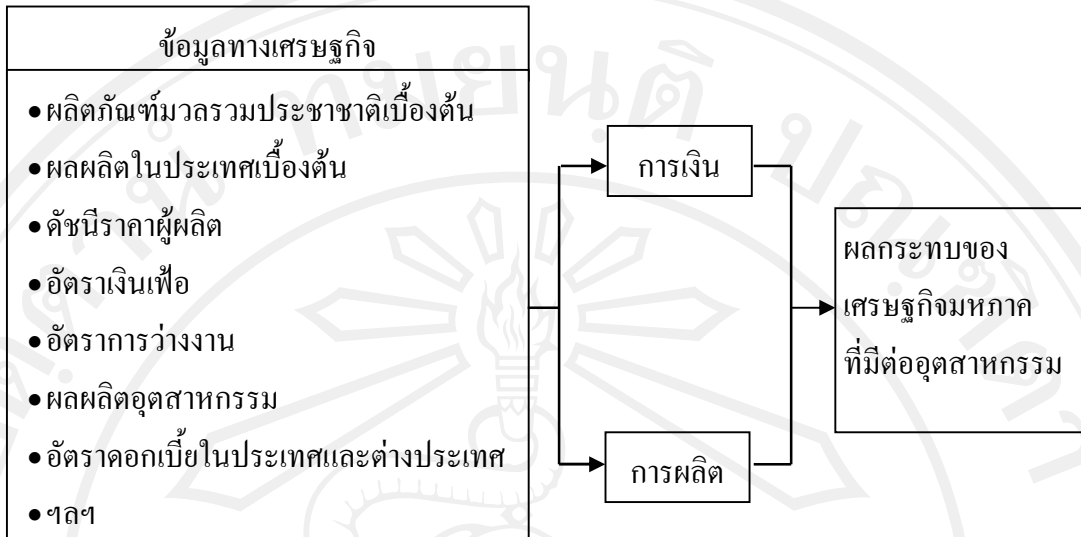 ข้อมูลทางเศรษฐกิจ
•ผลิตภัณฑ์มวลรวมประชาชาติเบื้องต้น
•ผลผลิตในประเทศเบื้องต้น
•ดัชนีราคาผู้ผลิต
•อัตราเงินเฟ้อ
•อัตราการว่างงาน
•ผลผลิตอุตสาหกรรม
•อัตราดอกเบี้ยในประเทศและต่างประเทศ
•ฯลฯ
การเงิน
การผลิต
ผลกระทบของ
เศรษฐกิจมหภาค
ที่มีต่ออุตสาหกรรม